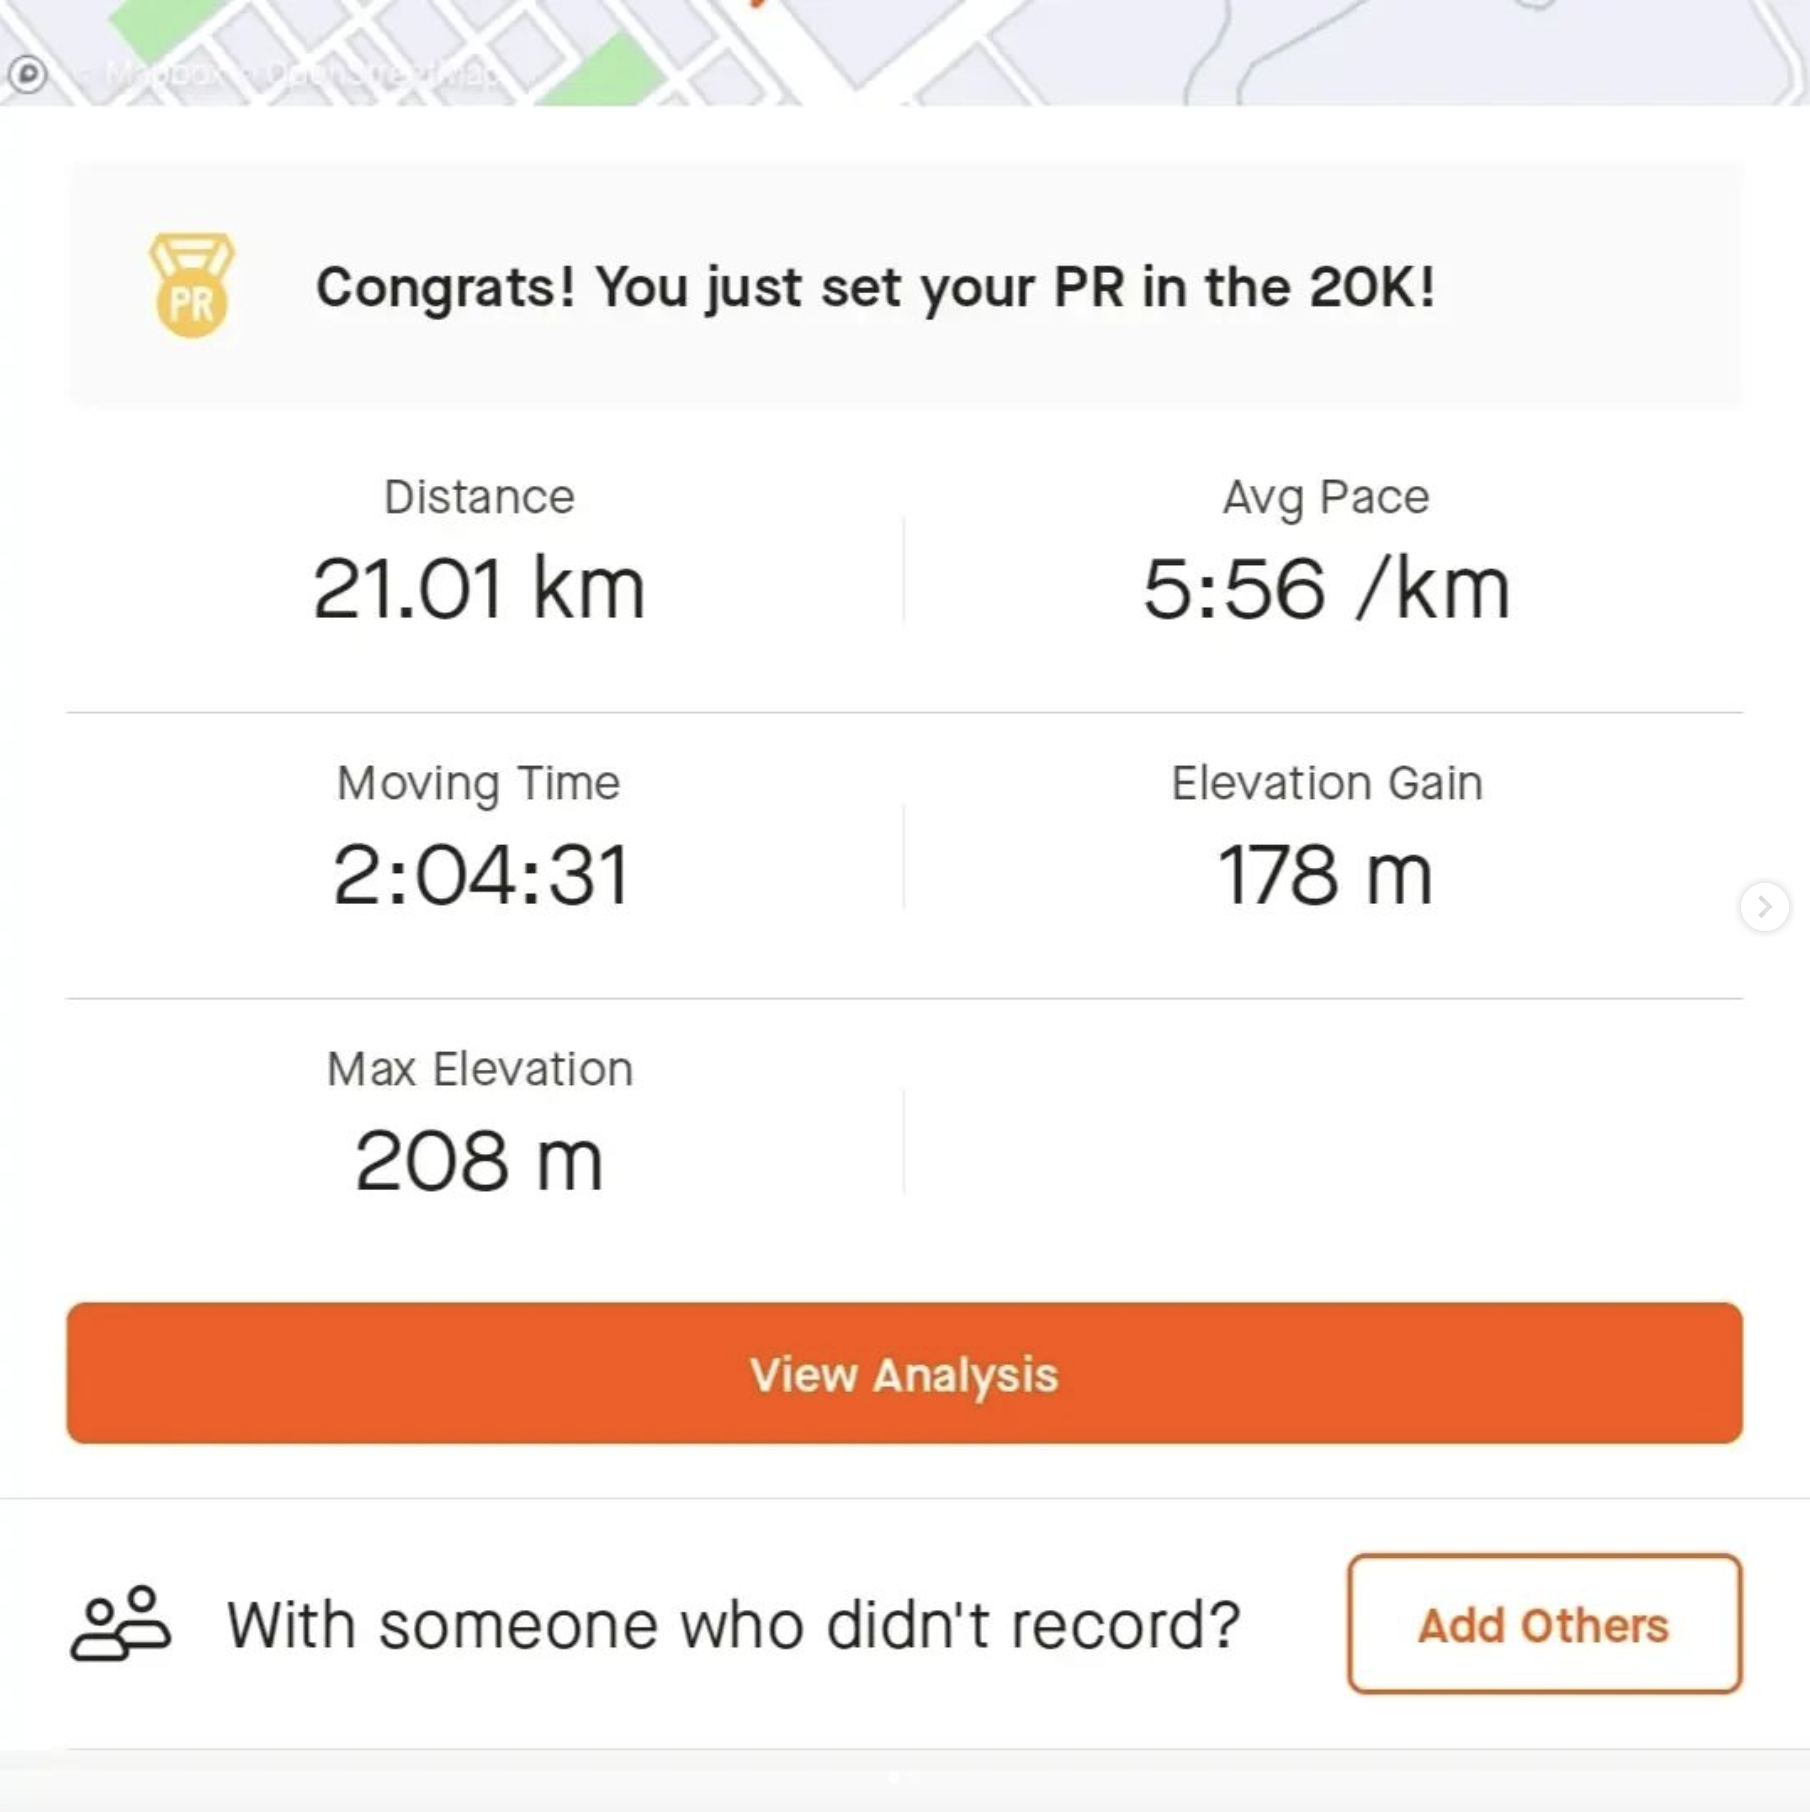 © Mapbox © OpenStreetMap
PR
Congrats! You just set your PR in the 20K!
Distance
21.01 km
Avg Pace
5:56 /km
Moving Time
2:04:31
Elevation Gain
178 m
Max Elevation
208 m
View Analysis
With someone who didn't record?
Add Others